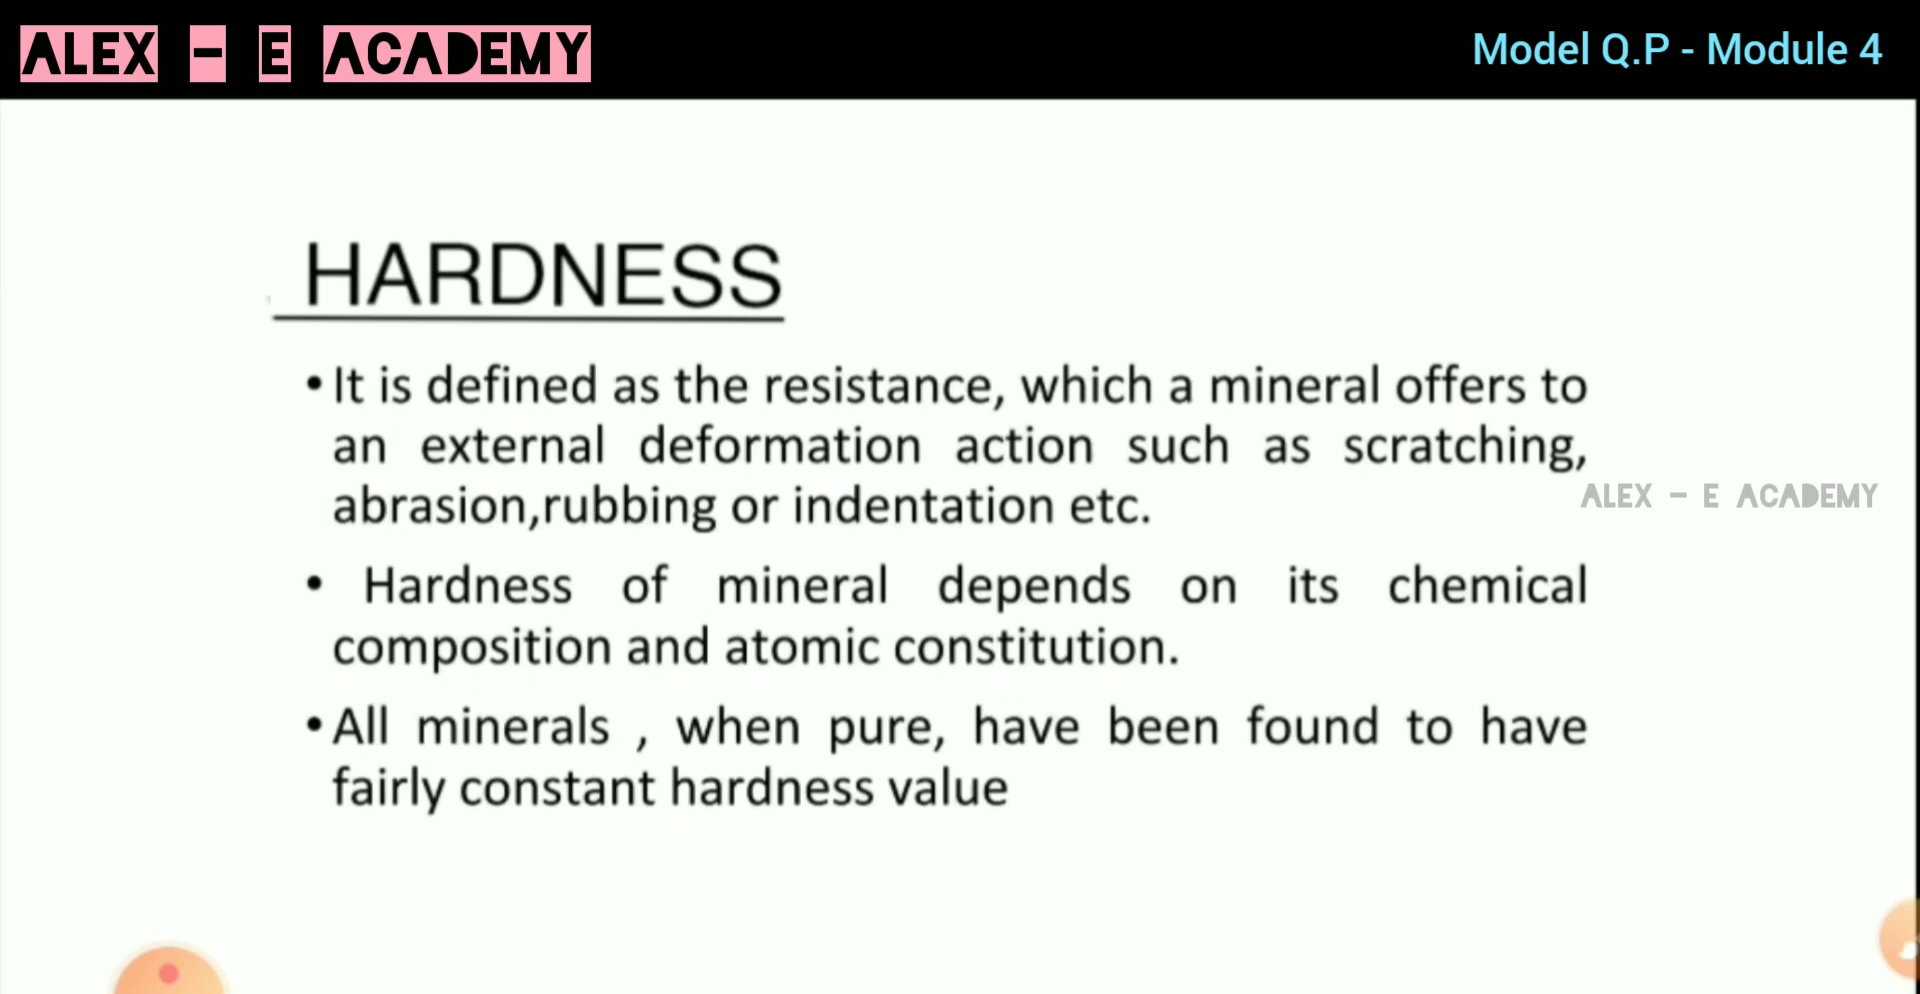 ALEX - E ACADEMY
Model Q.P - Module 4
HARDNESS
• It is defined as the resistance, which a mineral offers to
an external deformation action such as scratching,
abrasion,rubbing or indentation etc.
ALEX - E ACADEMY
• Hardness of mineral depends on its chemical
composition and atomic constitution.
• All minerals , when pure, have been found to have
fairly constant hardness value